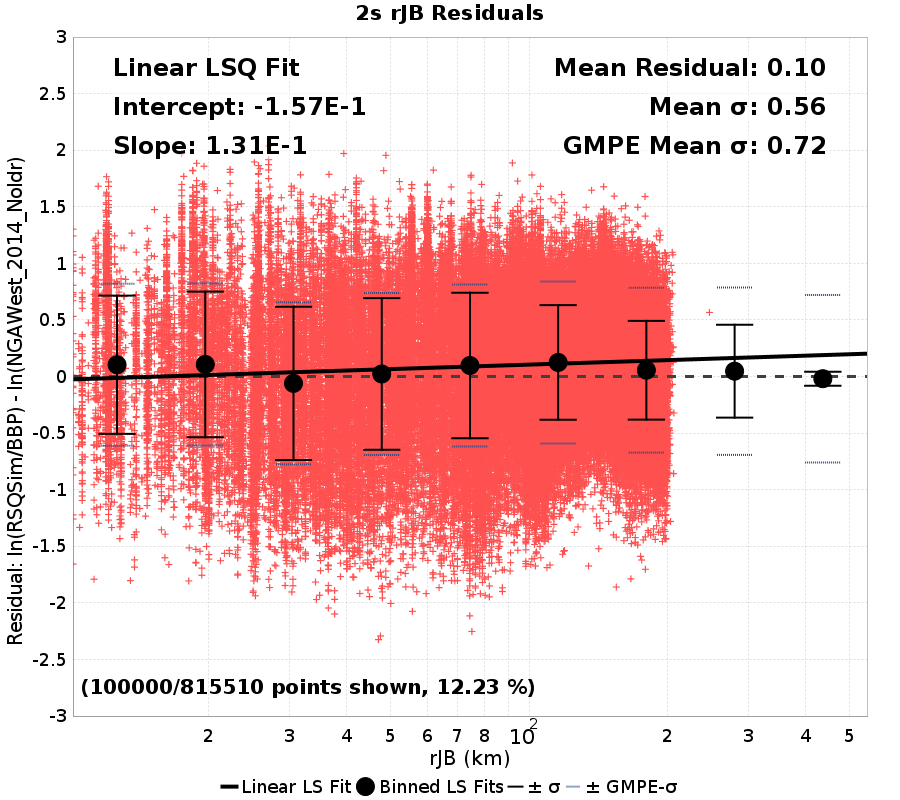 2s rJB Residuals
Linear LSQ Fit
Intercept: -1.57E-1
Slope: 1.31E-1
Mean Residual: 0.10
Mean σ: 0.56
GMPE Mean σ: 0.72
Residual: ln(RSQSim/BBP) - ln(NGAWest_2014_NoIdr)
3
2.5
2
1.5
1
0.5
0
-0.5
-1
-1.5
-2
-2.5
-3
(100000/815510 points shown, 12.23 %)
2 3 4 5 6 7 8 10² 2 3 4 5
rJB (km)
Linear LS Fit Binned LS Fits ± σ ± GMPE-σ